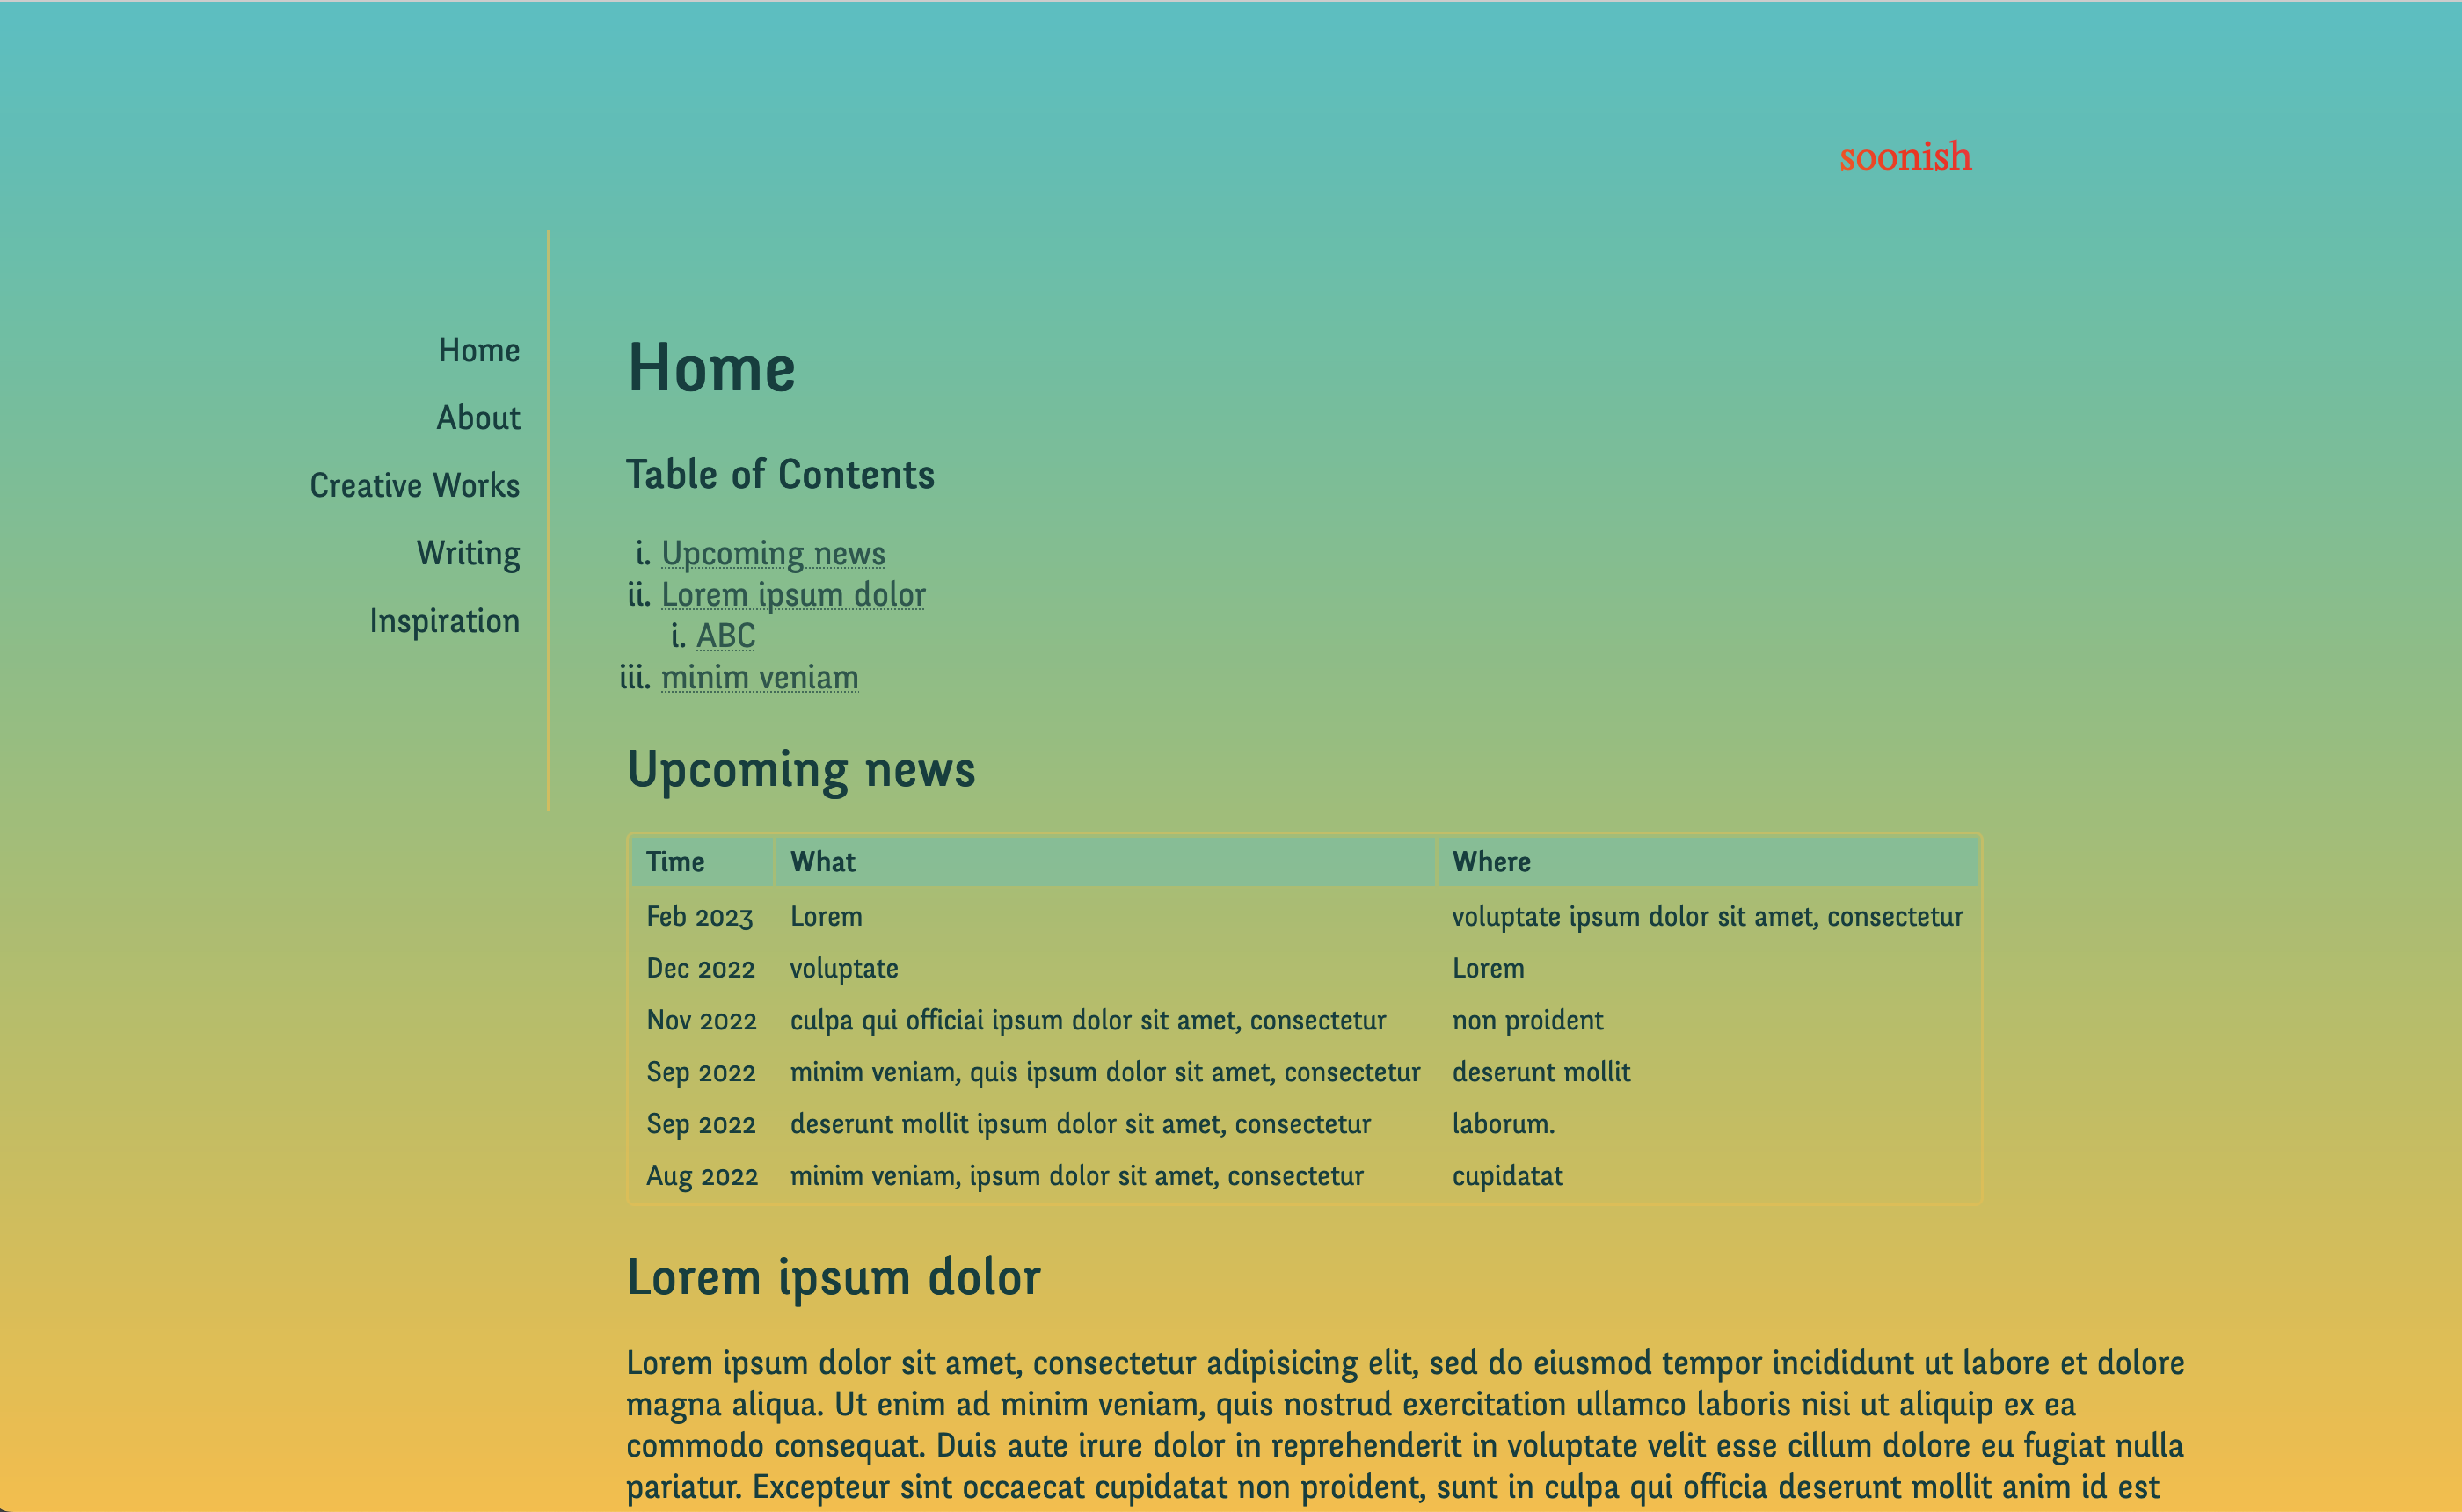 soonish
Home
About
Creative Works
Writing
Inspiration
Home
Table of Contents
i. Upcoming news
ii. Lorem ipsum dolor
i. ABC
iii. minim veniam
Upcoming news
Time What Where
Feb 2023 Lorem voluptate ipsum dolor sit amet, consectetur
Dec 2022 voluptate Lorem
Nov 2022 culpa qui officiai ipsum dolor sit amet, consectetur non proident
Sep 2022 minim veniam, quis ipsum dolor sit amet, consectetur deserunt mollit
Sep 2022 deserunt mollit ipsum dolor sit amet, consectetur laborum.
Aug 2022 minim veniam, ipsum dolor sit amet, consectetur cupidatat
Lorem ipsum dolor
Lorem ipsum dolor sit amet, consectetur adipisicing elit, sed do eiusmod tempor incididunt ut labore et dolore
magna aliqua. Ut enim ad minim veniam, quis nostrud exercitation ullamco laboris nisi ut aliquip ex ea
commodo consequat. Duis aute irure dolor in reprehenderit in voluptate velit esse cillum dolore eu fugiat nulla
pariatur. Excepteur sint occaecat cupidatat non proident, sunt in culpa qui officia deserunt mollit anim id est